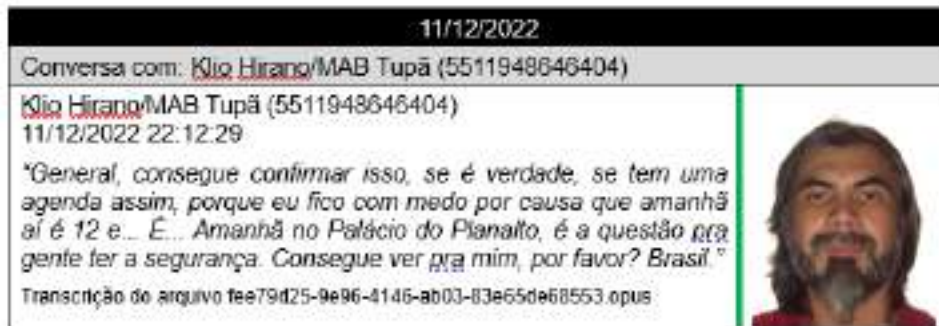 11/12/2022
Conversa com: Klio Hirano/MAB Tupã (5511948646404)
Klio Hirano/MAB Tupã (5511948646404)
11/12/2022 22:12:29
"General, consegue confirmar isso, se é verdade, se tem uma
agenda assim, porque eu fico com medo por causa que amanhã
aí é 12 e... É... Amanhã no Palácio do Planalto, é a questão pra
gente ter a segurança. Consegue ver pra mim, por favor? Brasil."
Transcrição do arquivo fee79d25-9e96-4146-ab03-83e65de68553.opus